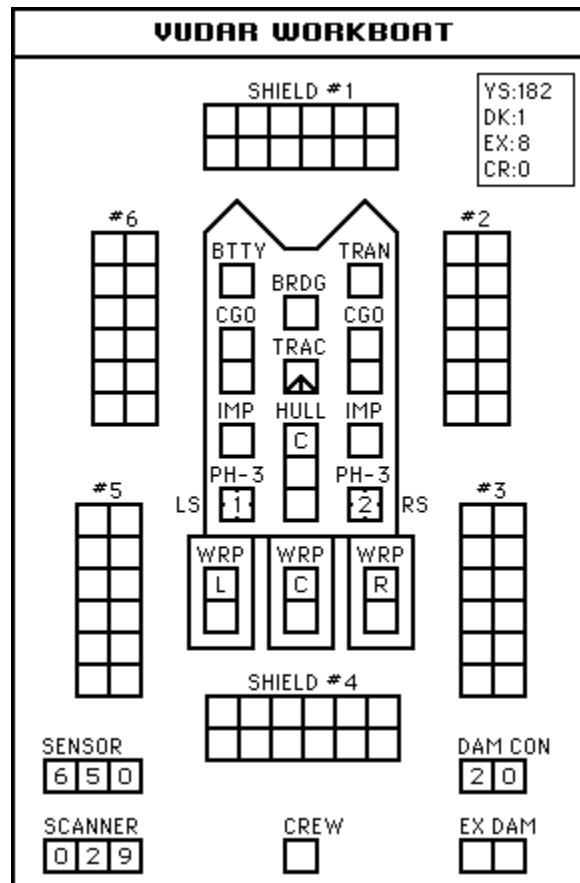 VUDAR WORKBOAT
SHIELD #1
YS:182
DK:1
EX:8
CR:0
#6
#2
BTTY
TRAN
BRDG
CGO
CGO
TRAC
IMP
HULL
IMP
C
PH-3
PH-3
#5
#3
LS
1
2
RS
WRP
WRP
WRP
L
C
R
SHIELD #4
SENSOR
DAM CON
6 5 0
2 0
SCANNER
CREW
EX DAM
0 2 9